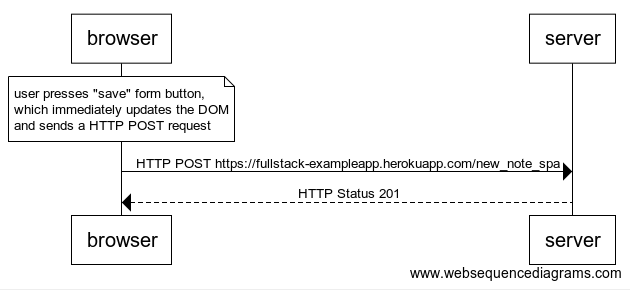 browser
server
user presses "save" form button,
which immediately updates the DOM
and sends a HTTP POST request
HTTP POST https://fullstack-exampleapp.herokuapp.com/new_note_spa
HTTP Status 201
browser
server
www.websequencediagrams.com